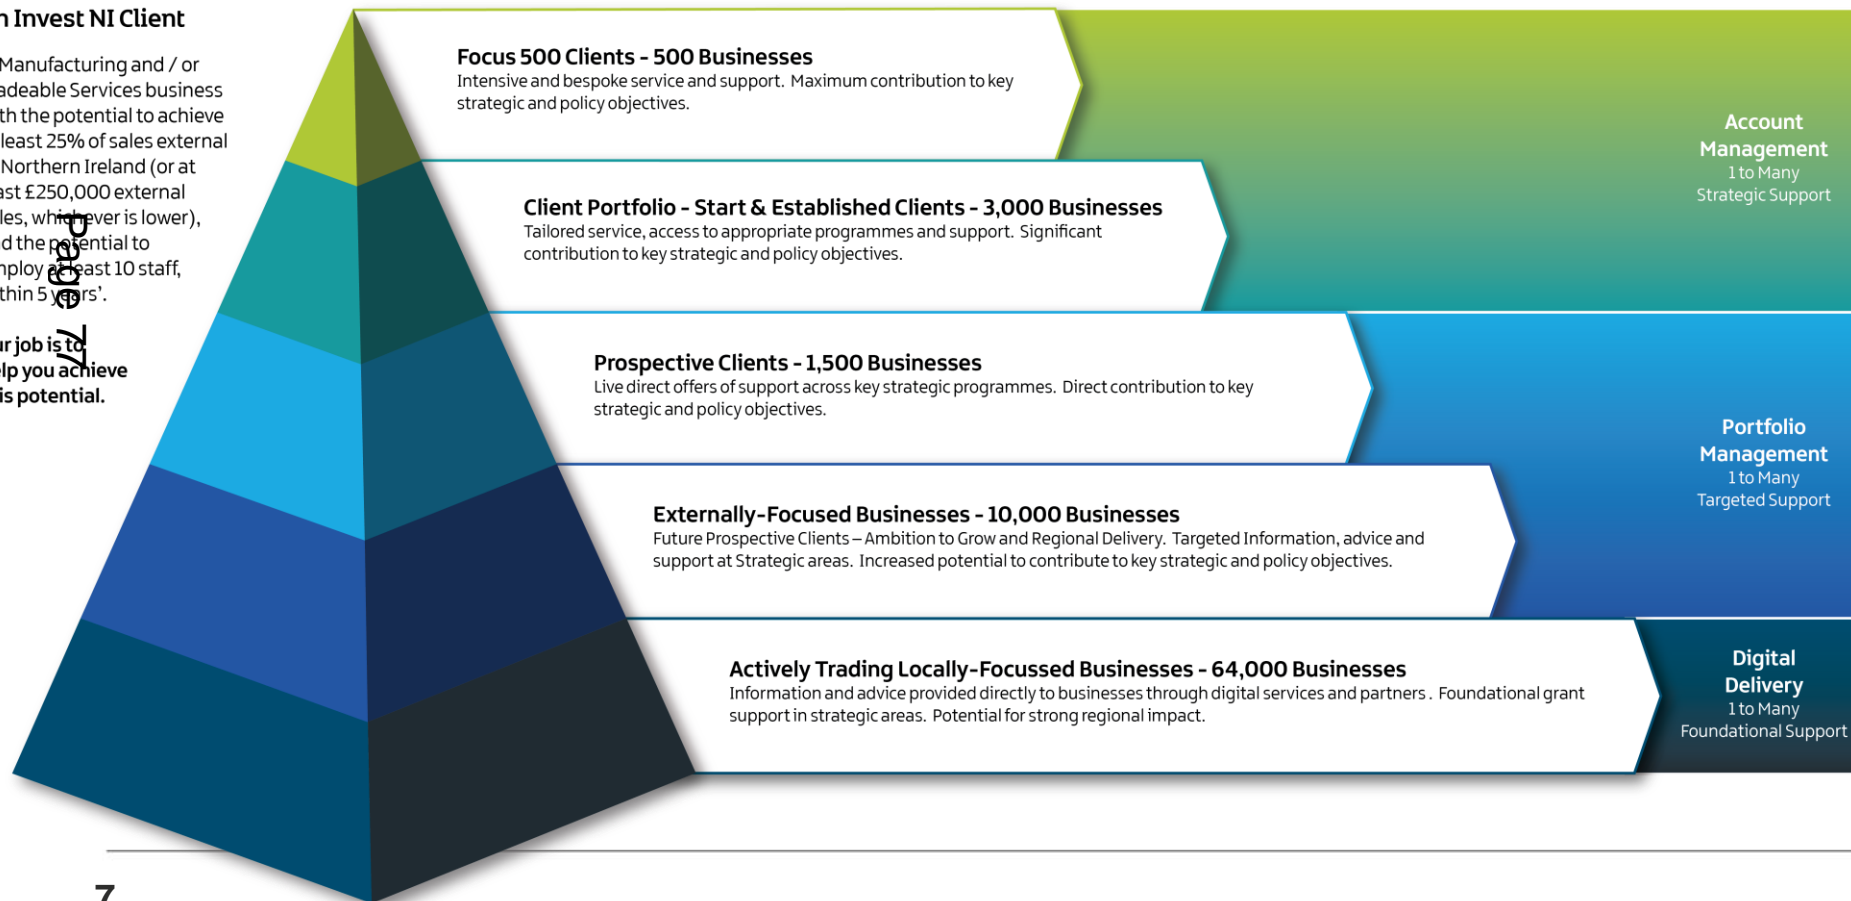 n Invest NI Client
Manufacturing and / or
adeable Services business
th the potential to achieve
least 25% of sales external
Northern Ireland (or at
ast £250,000 external
les, whichever is lower),
d the potential to
nploy at least 10 staff,
thin 5 years’.
ur job is to
elp you achieve
is potential.
Page 77
Focus 500 Clients - 500 Businesses
Intensive and bespoke service and support. Maximum contribution to key
strategic and policy objectives.
Client Portfolio - Start & Established Clients - 3,000 Businesses
Tailored service, access to appropriate programmes and support. Significant
contribution to key strategic and policy objectives.
Account
Management
1 to Many
Strategic Support
Prospective Clients - 1,500 Businesses
Live direct offers of support across key strategic programmes. Direct contribution to key
strategic and policy objectives.
Externally-Focused Businesses - 10,000 Businesses
Future Prospective Clients – Ambition to Grow and Regional Delivery. Targeted Information, advice and
support at Strategic areas. Increased potential to contribute to key strategic and policy objectives.
Portfolio
Management
1 to Many
Targeted Support
Actively Trading Locally-Focussed Businesses - 64,000 Businesses
Information and advice provided directly to businesses through digital services and partners . Foundational grant
support in strategic areas. Potential for strong regional impact.
Digital
Delivery
1 to Many
Foundational Support
7